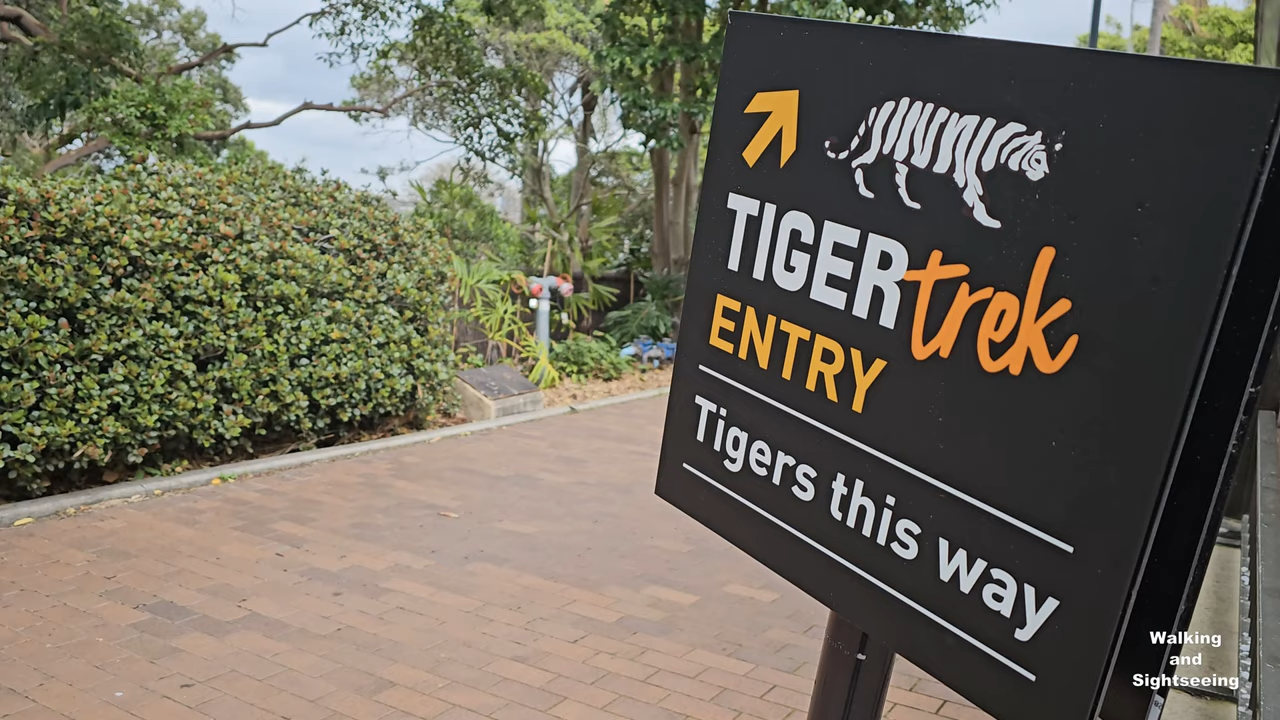 TIGERtrek
ENTRY
Tigers this way
Walking
and
Sightseeing